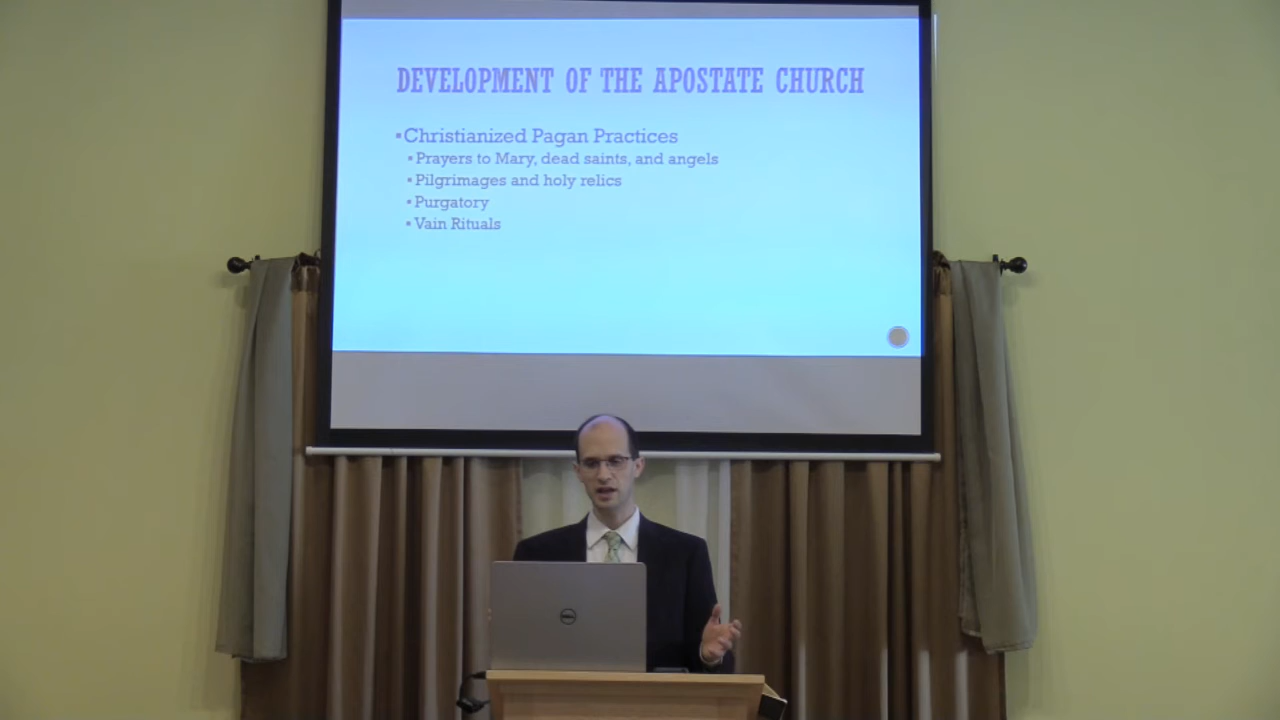 DEVELOPMENT OF THE APOSTATE CHURCH
▪Christianized Pagan Practices
▪Prayers to Mary, dead saints, and angels
▪Pilgrimages and holy relics
▪Purgatory
▪Vain Rituals
DELL